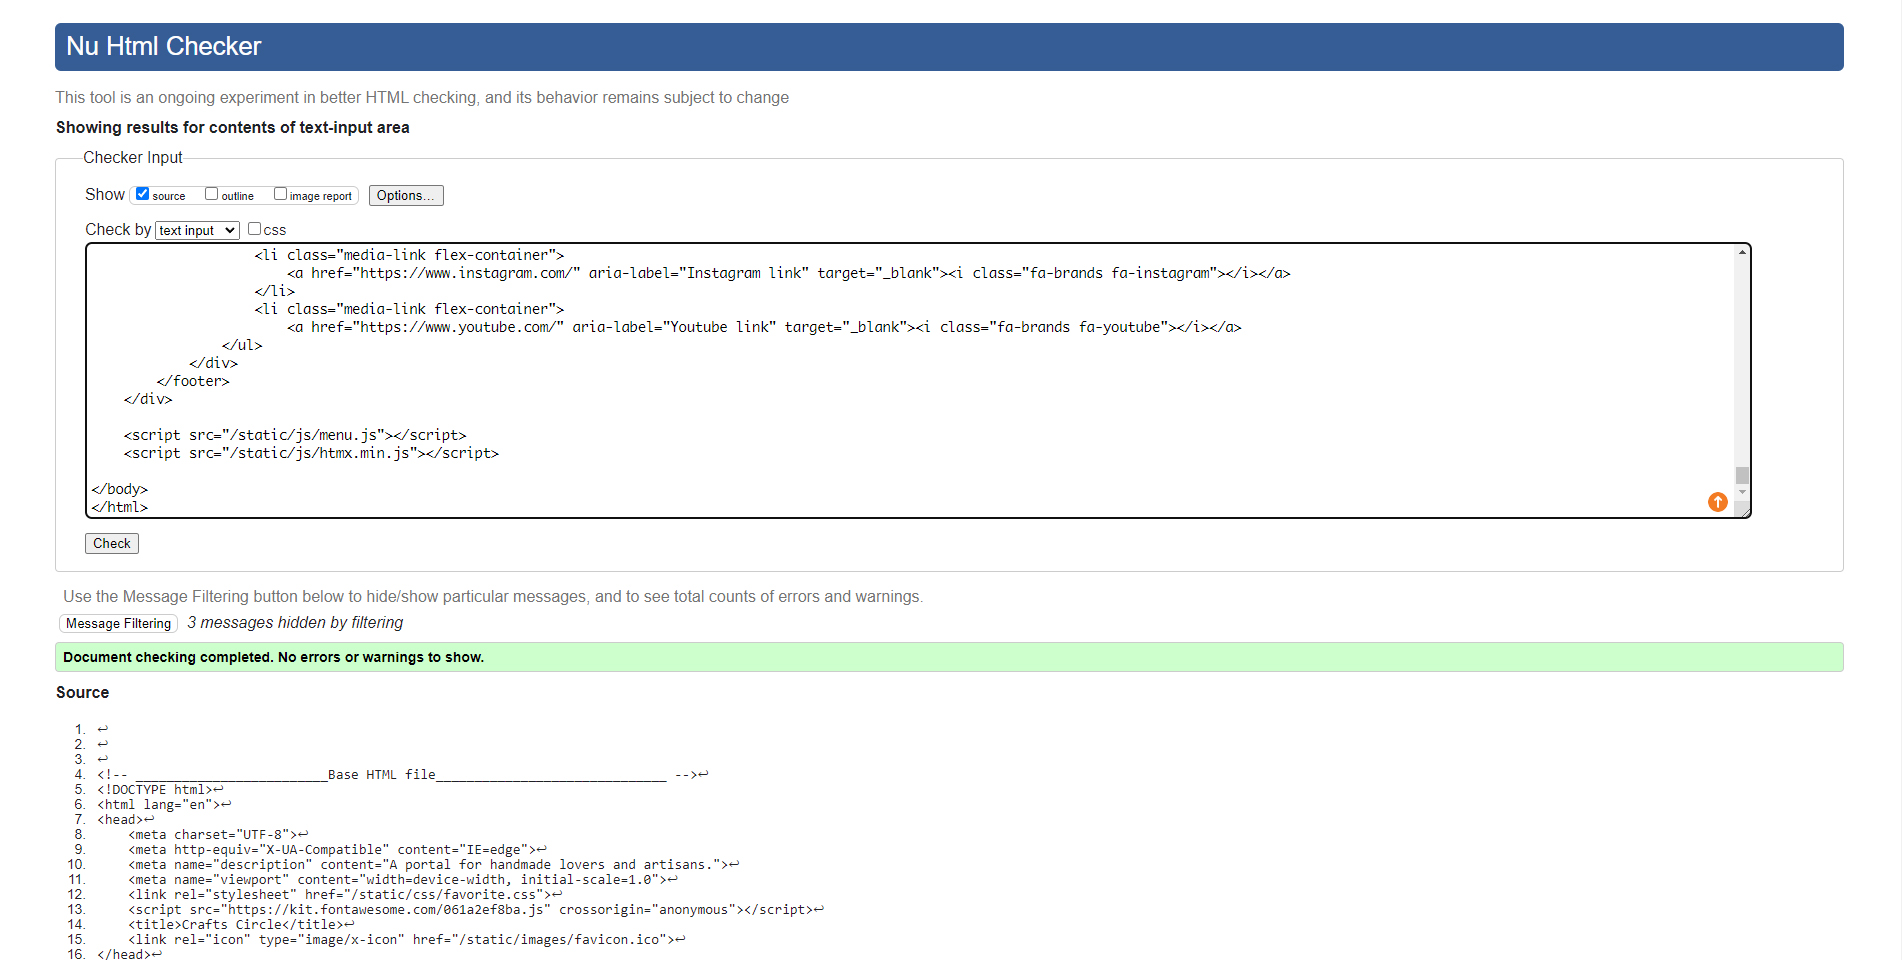 Nu Html Checker
This tool is an ongoing experiment in better HTML checking, and its behavior remains subject to change
Showing results for contents of text-input area
Checker Input
Show source outline image report Options...
Check by text input css
<li class="media-link flex-container">
<a href="https://www.instagram.com/" aria-label="Instagram link" target="_blank"><i class="fa-brands fa-instagram"></i></a>
</li>
<li class="media-link flex-container">
<a href="https://www.youtube.com/" aria-label="Youtube link" target="_blank"><i class="fa-brands fa-youtube"></i></a>
</ul>
</div>
</footer>
</div>
<script src="/static/js/menu.js"></script>
<script src="/static/js/htmx.min.js"></script>
</body>
</html>
Check
Use the Message Filtering button below to hide/show particular messages, and to see total counts of errors and warnings.
Message Filtering 3 messages hidden by filtering
Document checking completed. No errors or warnings to show.
Source
1. ↩
2. ↩
3. ↩
4. <!-- _________________________Base HTML file______________________________ -->↩
5. <!DOCTYPE html>↩
6. <html lang="en">↩
7. <head>↩
8. <meta charset="UTF-8">↩
9. <meta http-equiv="X-UA-Compatible" content="IE=edge">↩
10. <meta name="description" content="A portal for handmade lovers and artisans.">↩
11. <meta name="viewport" content="width=device-width, initial-scale=1.0">↩
12. <link rel="stylesheet" href="/static/css/favorite.css">↩
13. <script src="https://kit.fontawesome.com/061a2ef8ba.js" crossorigin="anonymous"></script>↩
14. <title>Crafts Circle</title>↩
15. <link rel="icon" type="image/x-icon" href="/static/images/favicon.ico">↩
16. </head>↩